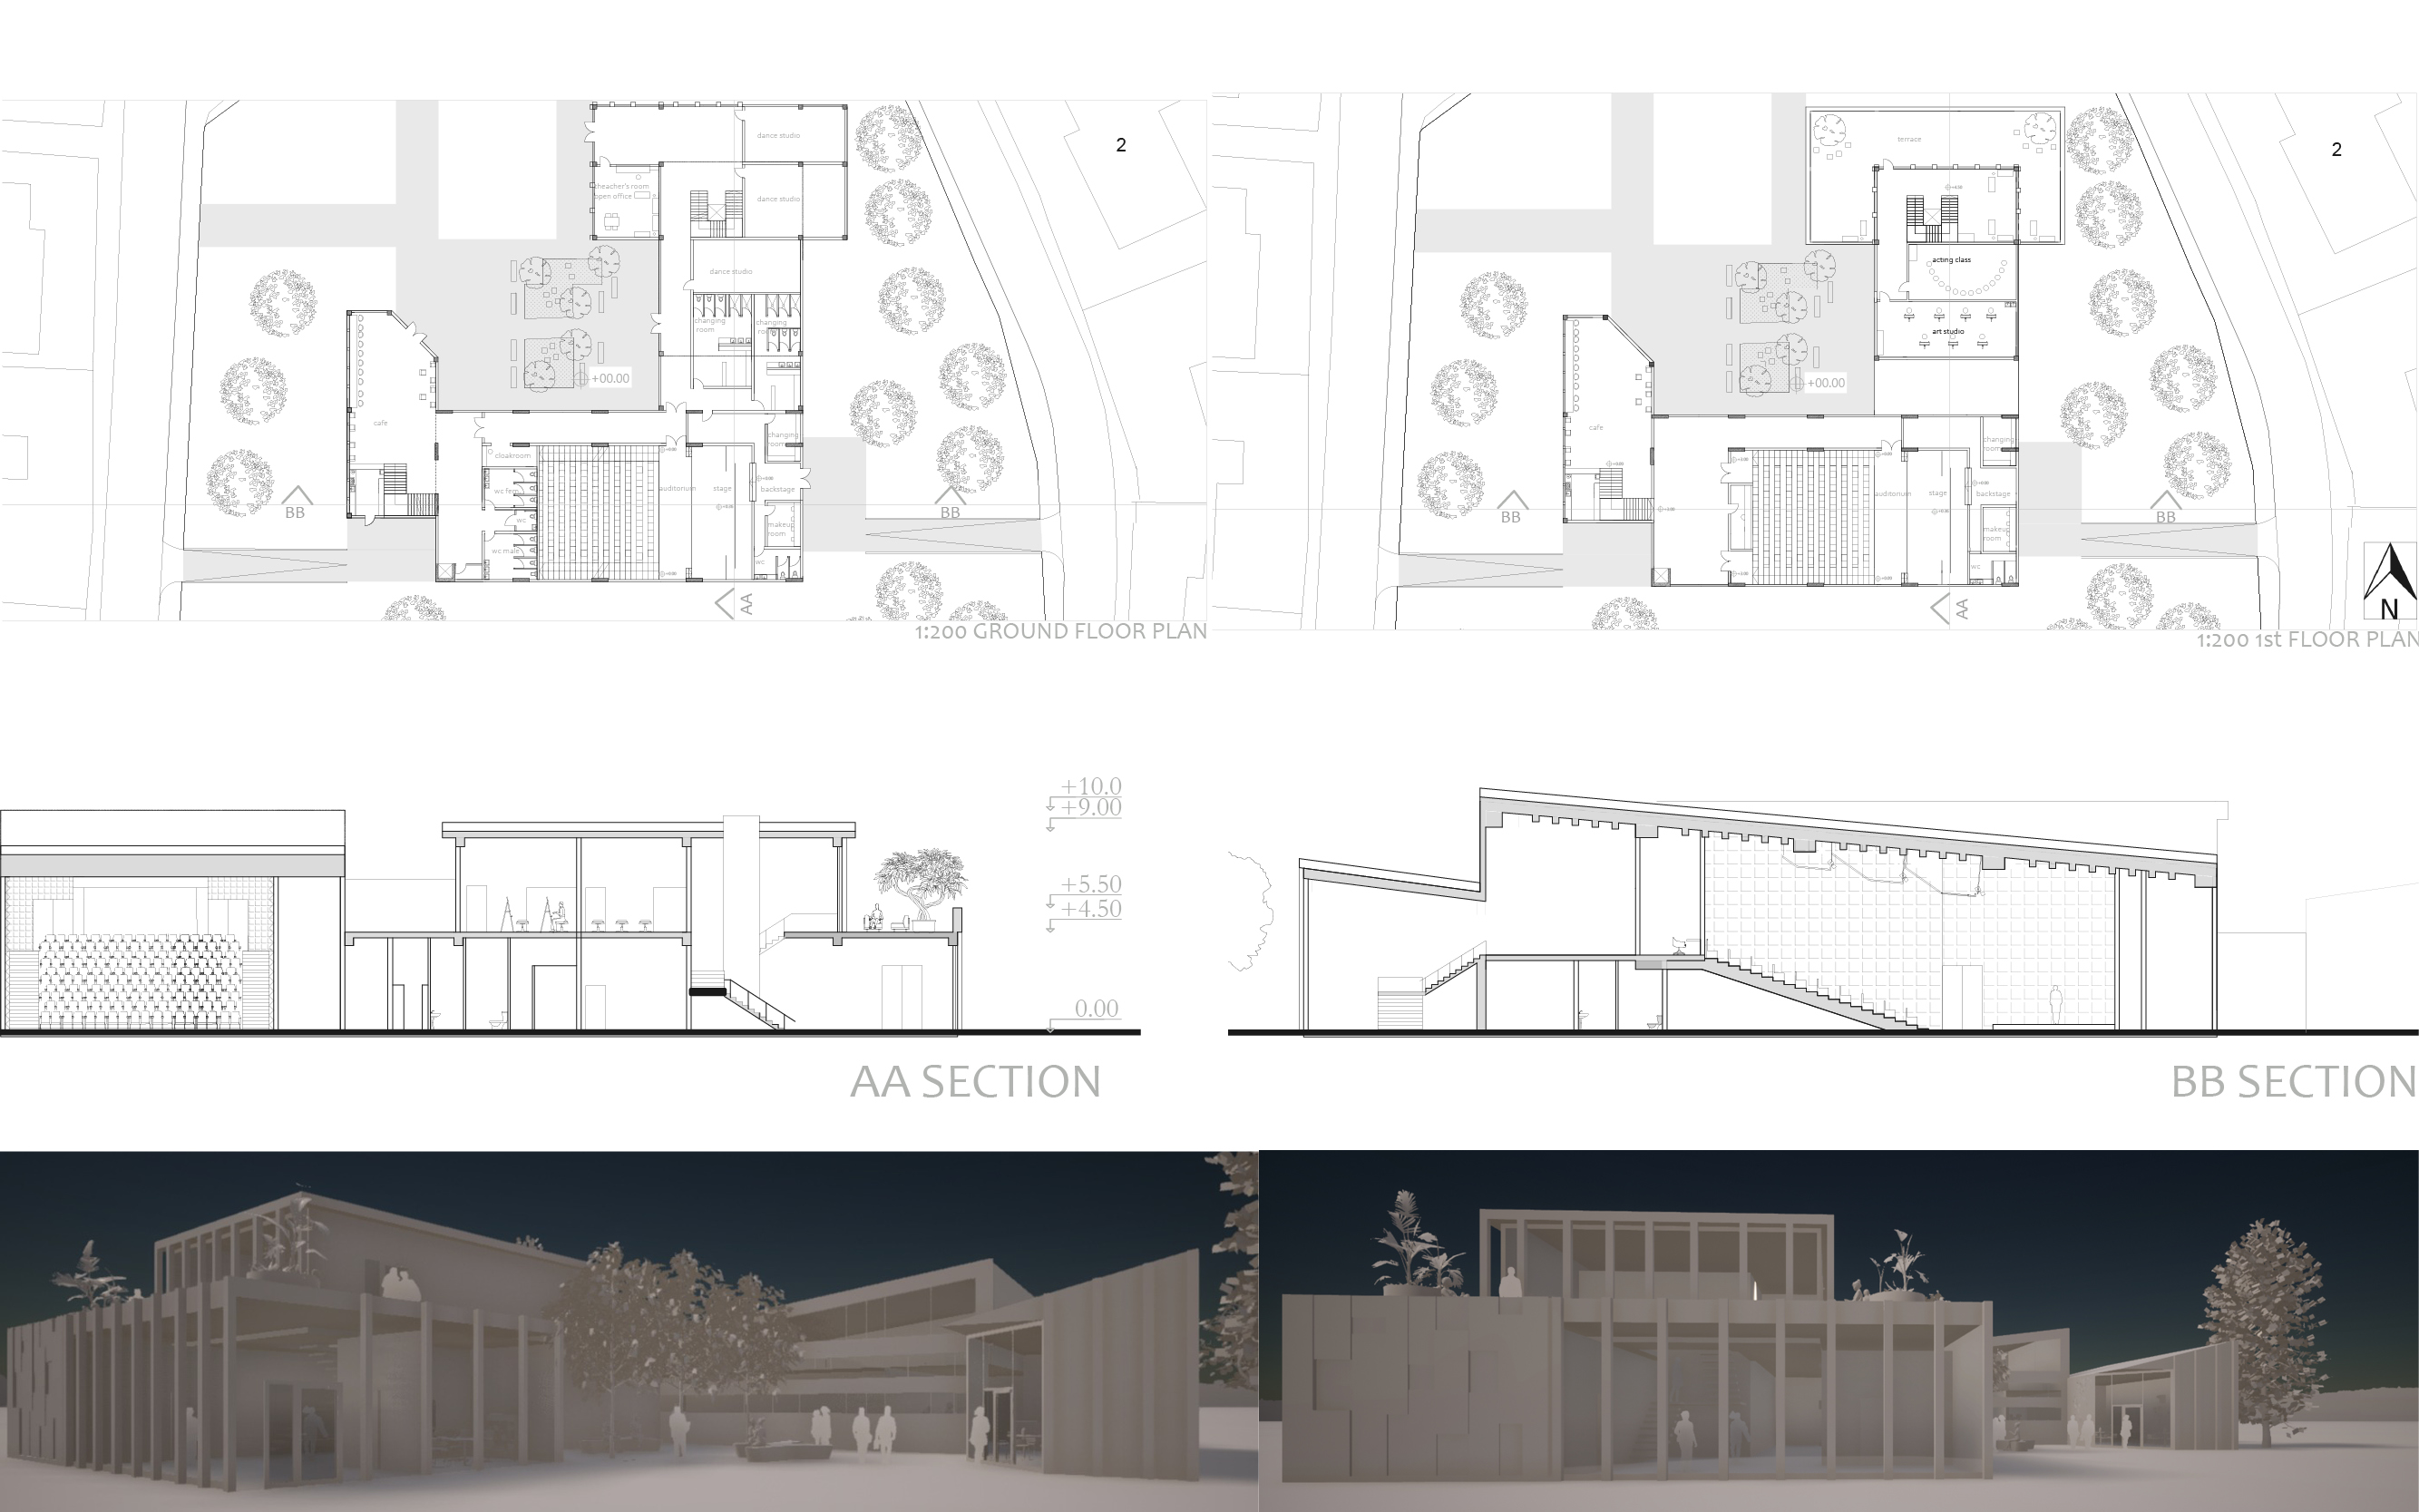 2
dance studio
theacher's room
open office
dance studio
dance studio
changing
room
changing
room
+00.00
cafe
cloakroom
changing
room
wc fem
auditorium
stage
backstage
wc
makeup
room
wc male
wc
BB
BB
AA
1:200 GROUND FLOOR PLAN
2
terrace
acting class
art studio
+00.00
cafe
changing
room
auditorium
stage
backstage
makeup
room
wc
BB
BB
AA
N
1:200 1st FLOOR PLAN
+10.0
+9.00
+5.50
+4.50
0.00
AA SECTION
BB SECTION